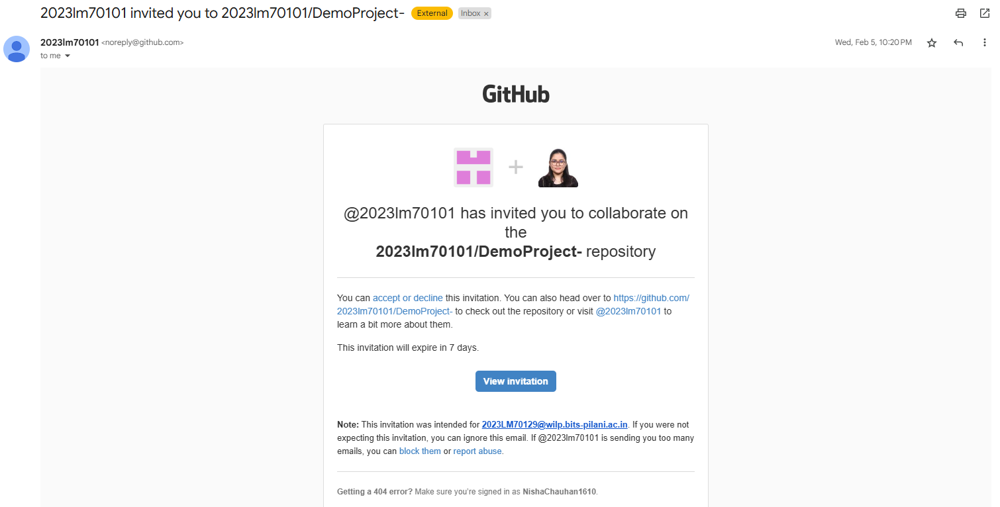 2023lm70101 invited you to 2023lm70101/DemoProject- External Inbox ×
2023lm70101 <noreply@github.com> Wed, Feb 5, 10:20 PM
to me
GitHub
@2023lm70101 has invited you to collaborate on
the
2023lm70101/DemoProject- repository
You can accept or decline this invitation. You can also head over to https://github.com/
2023lm70101/DemoProject- to check out the repository or visit @2023lm70101 to
learn a bit more about them.
This invitation will expire in 7 days.
View invitation
Note: This invitation was intended for 2023LM70129@wilp.bits-pilani.ac.in. If you were not
expecting this invitation, you can ignore this email. If @2023lm70101 is sending you too many
emails, you can block them or report abuse.
Getting a 404 error? Make sure you're signed in as NishaChauhan1610.